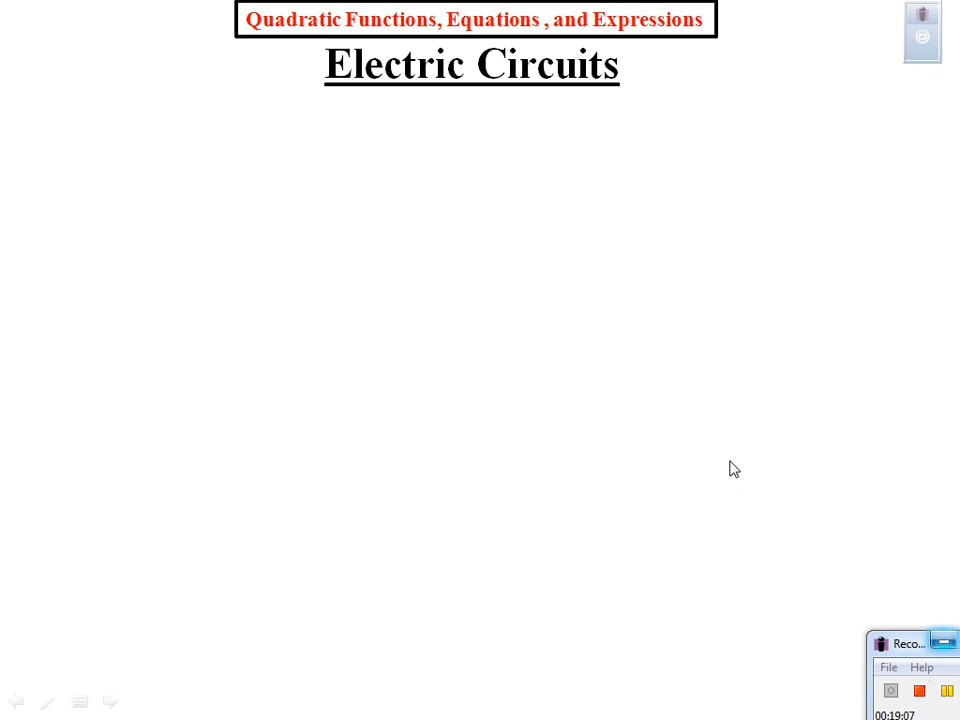 Quadratic Functions, Equations , and Expressions
Electric Circuits
Reco...
File Help
00:19:07